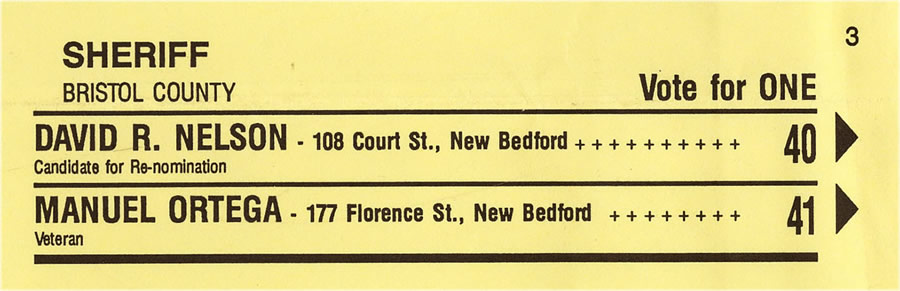 3
SHERIFF
BRISTOL COUNTY Vote for ONE
DAVID R. NELSON - 108 Court St., New Bedford + + + + + + + + + + 40
Candidate for Re-nomination
MANUEL ORTEGA - 177 Florence St., New Bedford + + + + + + + + 41
Veteran